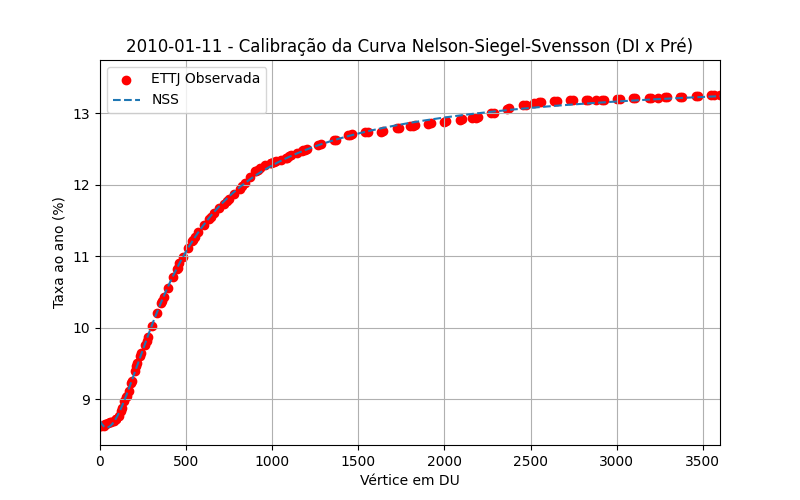 2010-01-11 - Calibração da Curva Nelson-Siegel-Svensson (DI x Pré)
ETTJ Observada
NSS
Taxa ao ano (%)
13
12
11
10
9
0 500 1000 1500 2000 2500 3000 3500
Vértice em DU